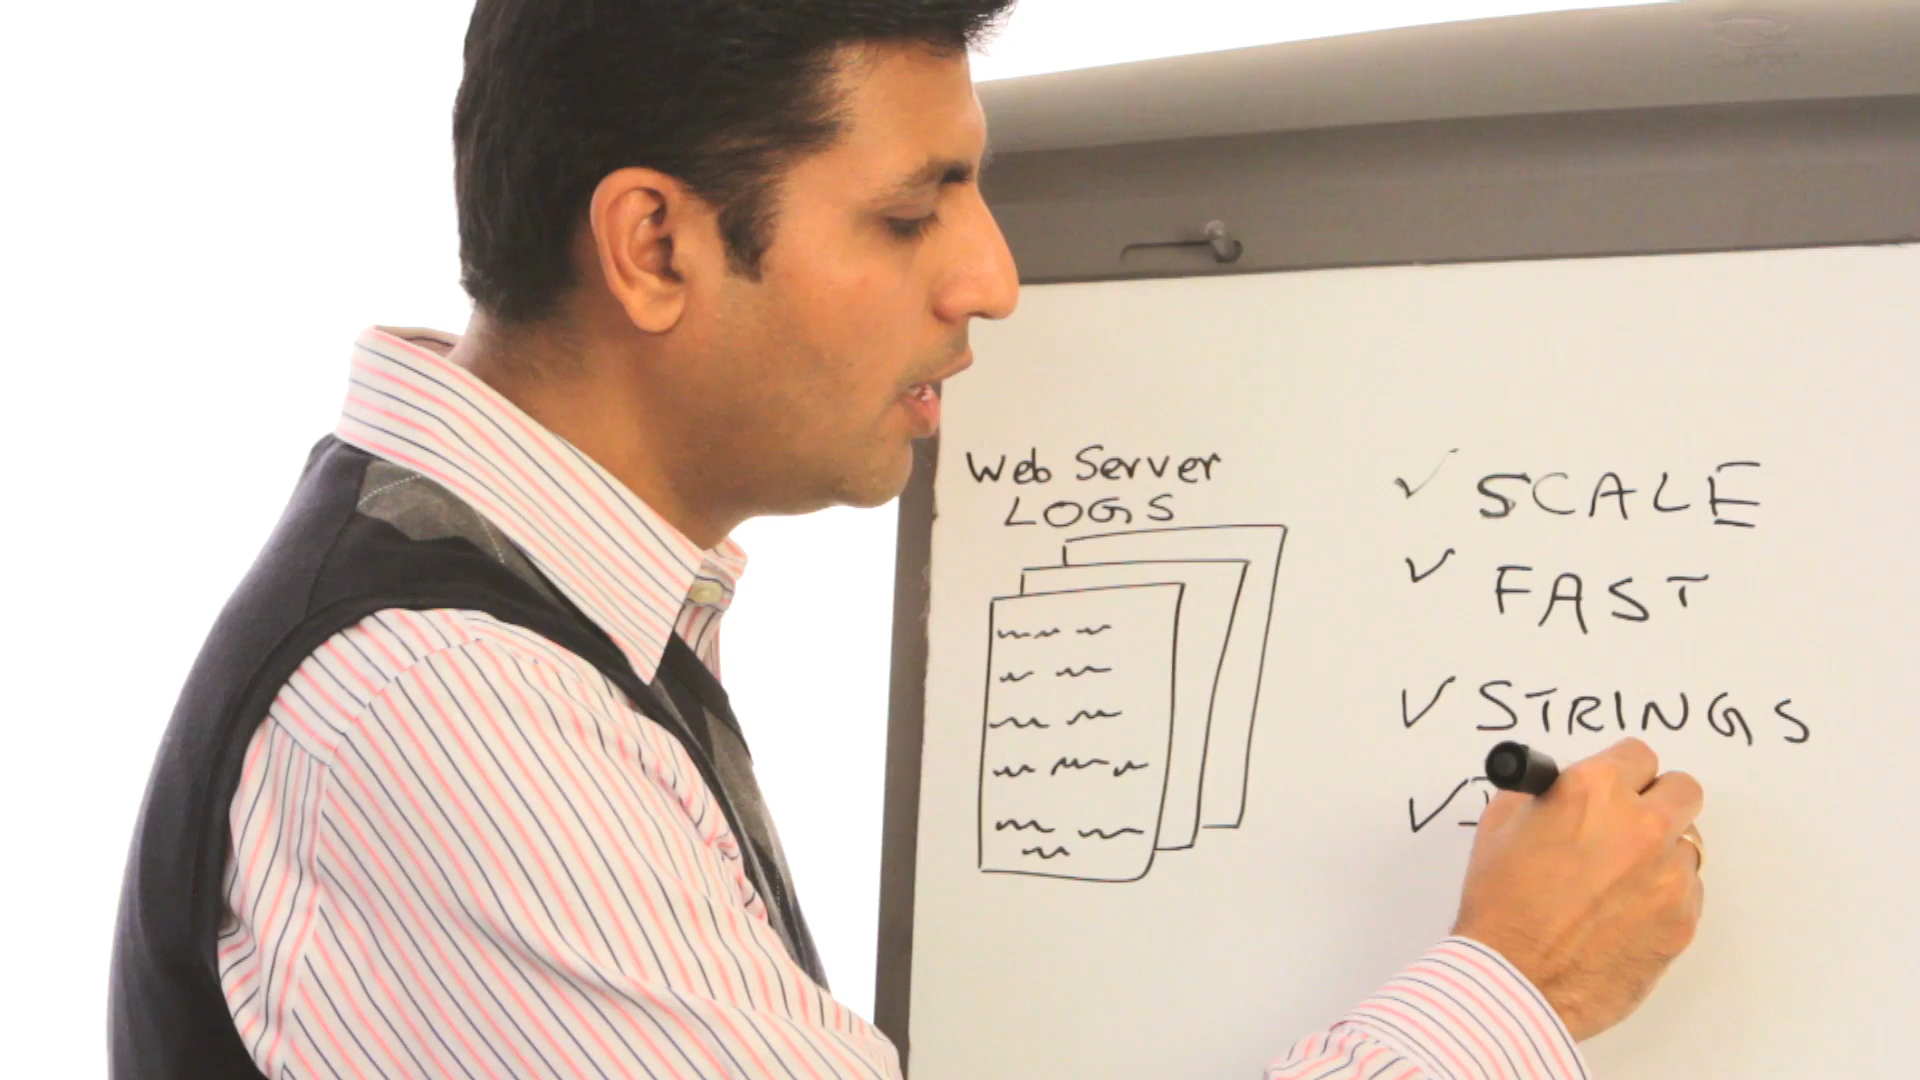 Web Server
LOGS
✓ SCALE
✓ FAST
✓ STRINGS
✓ I